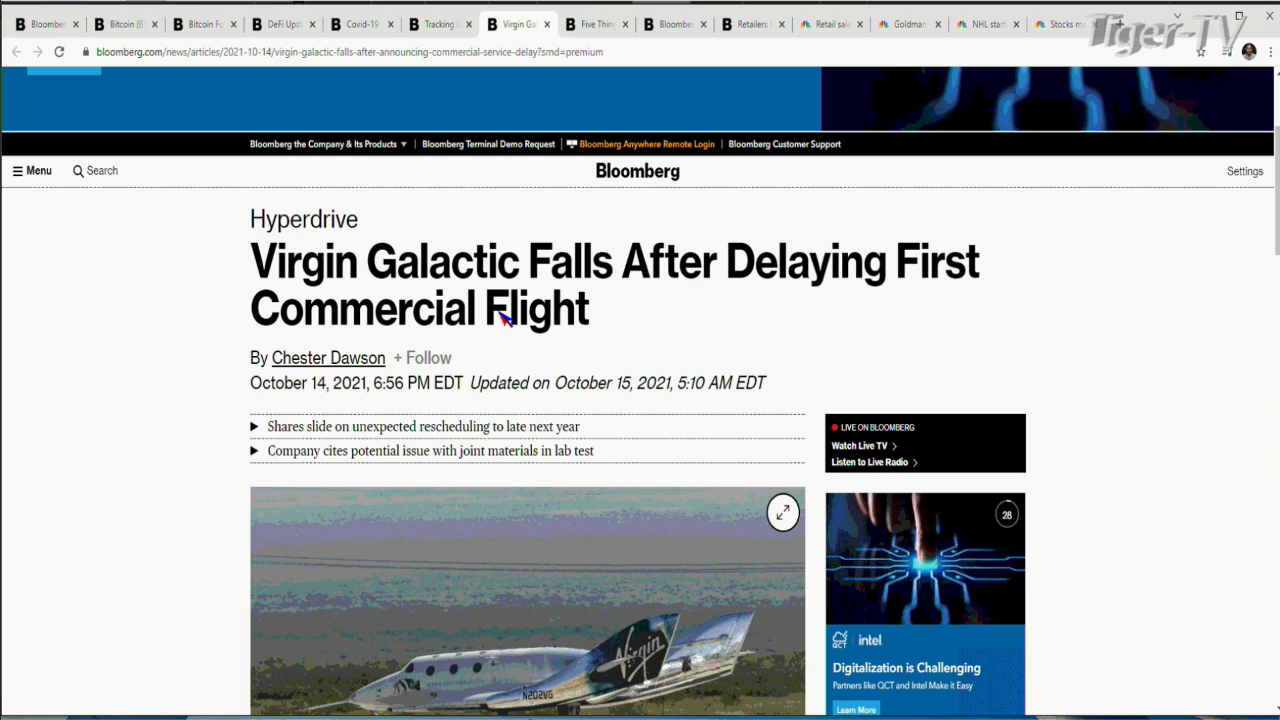 Bloomber
Bitcoin (B
Bitcoin Fu
DeFi Ups
Covid-19
Tracking
Virgin Ga
Five Thin
Bloombe
Retailers
Retail sale
Goldman
NHL start
Stocks m
Tiger-TV
bloomberg.com/news/articles/2021-10-14/virgin-galactic-falls-after-announcing-commercial-service-delay?srnd=premium
Bloomberg the Company & Its Products ▼ | Bloomberg Terminal Demo Request | Bloomberg Anywhere Remote Login | Bloomberg Customer Support
Menu
Search
Bloomberg
Settings
Hyperdrive
Virgin Galactic Falls After Delaying First
Commercial Flight
By Chester Dawson + Follow
October 14, 2021, 6:56 PM EDT Updated on October 15, 2021, 5:10 AM EDT
Shares slide on unexpected rescheduling to late next year
Company cites potential issue with joint materials in lab test
LIVE ON BLOOMBERG
Watch Live TV
Listen to Live Radio
28
Virgin
N202VG
QCT
intel
Digitalization is Challenging
Partners like QCT and Intel Make it Easy
Learn More